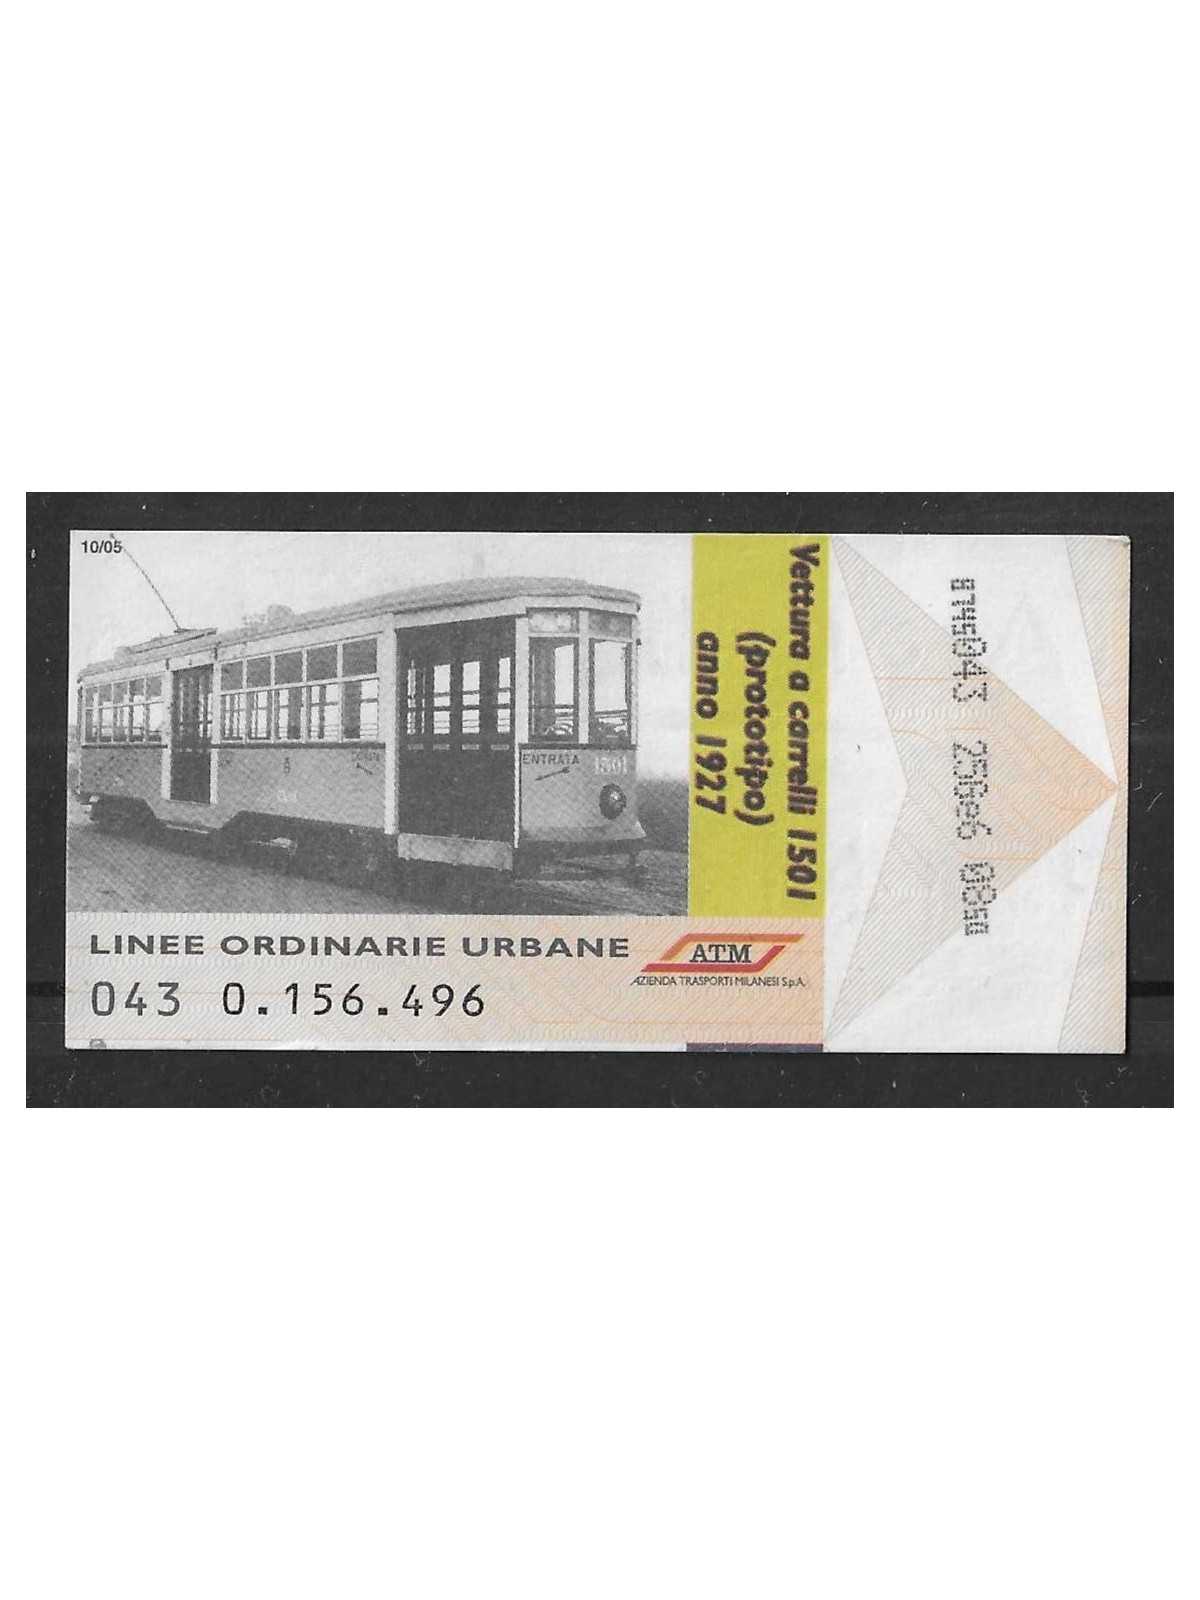 10/05
ENTRATA
1501
Vettura a carrelli 1501
(prototipo)
anno 1927
LINEE ORDINARIE URBANE
ATM
AZIENDA TRASPORTI MILANESI S.p.A.
043 0.156.496